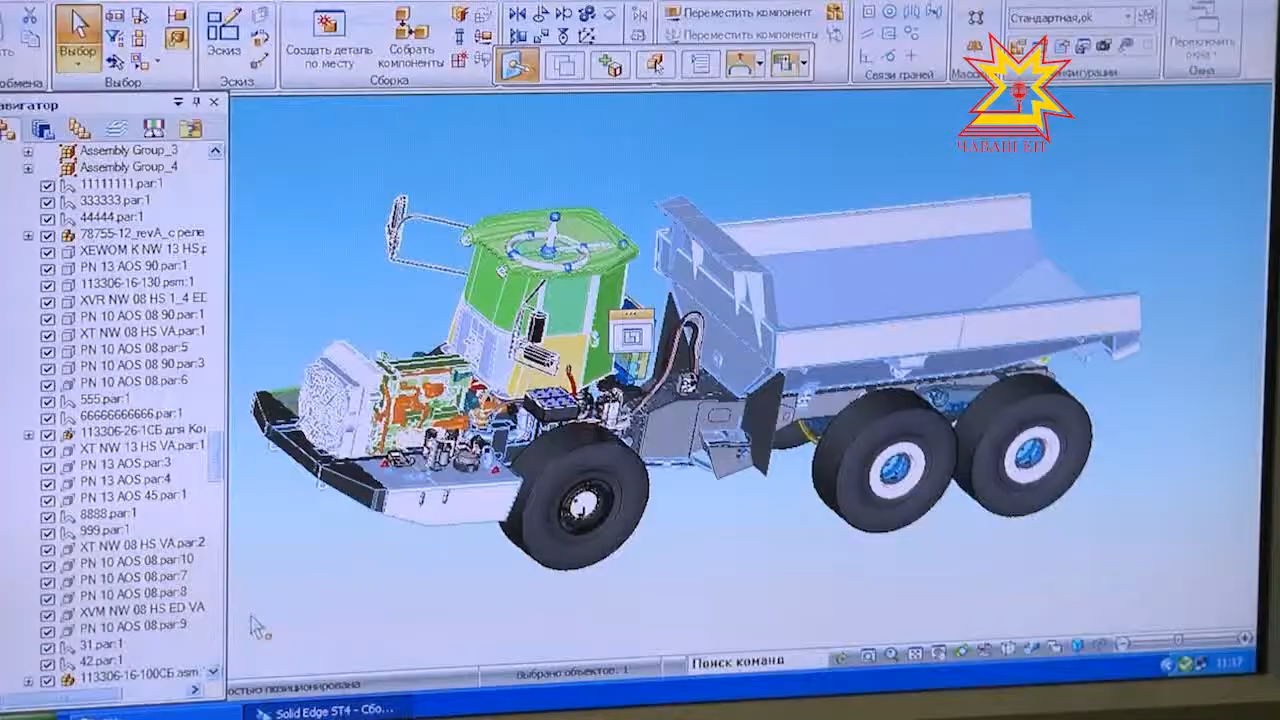 обмена
Выбор
Выбор
Эскиз
Эскиз
Создать деталь
по месту
Собрать
компоненты
Сборка
Переместить компонент
Переместить компоненты
Связи граней
Стандартная,ok
Переключить
окна
Окна
Assembly Group_3
Assembly Group_4
11111111.par:1
333333.par:1
44444.par:1
78755-12_revA_с реле
XEWOM K NW 13 HS p
PN 13 AOS 90 par:1
113306-16-130 psm:1
XVR NW 08 HS 1_4 ED
PN 10 AOS 08 90 par:1
XT NW 08 HS VA.par:1
PN 10 AOS 08.par:5
PN 10 AOS 08 90 par:3
PN 10 AOS 08.par:6
555.par:1
66666666666.par:1
113306-26-1СБ для Ко
XT NW 13 HS VA.par:1
PN 13 AOS.par:3
PN 13 AOS.par:4
PN 13 AOS 45 par:1
8888.par:1
999.par:1
XT NW 08 HS VA.par:2
PN 10 AOS 08.par:10
PN 10 AOS 08.par:7
PN 10 AOS 08.par:8
XVM NW 08 HS ED VA
PN 10 AOS 08.par:9
31.par:1
42.par:1
113306-16-100СБ.asm
остью позиционирована
Выбрано объектов: 1
Поиск команд
Solid Edge ST4 - Сбо...
11:17